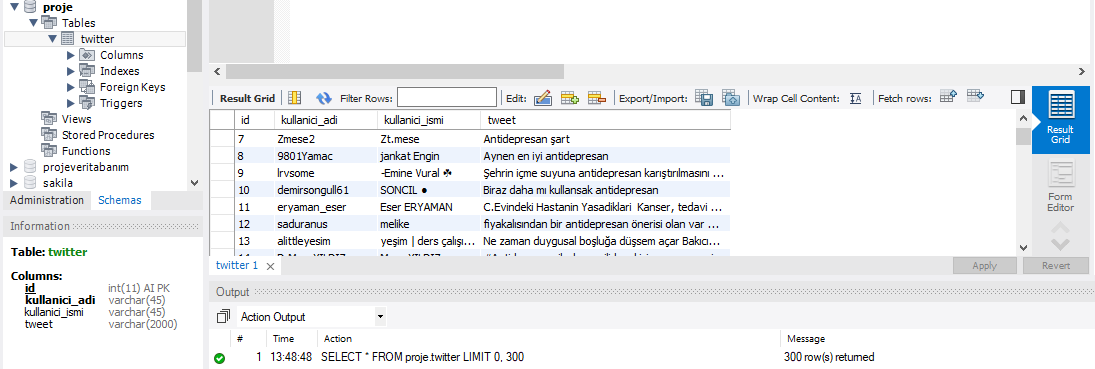 proje
Tables
twitter
Columns
Indexes
Foreign Keys
Triggers
Views
Stored Procedures
Functions
projeveritabanım
sakila
Administration Schemas
Information
Table: twitter
Columns:
id int(11) AI PK
kullanici_adi varchar(45)
kullanici_ismi varchar(45)
tweet varchar(2000)
Result Grid Filter Rows: Edit: Export/Import: Wrap Cell Content: Fetch rows:
id kullanici_adi kullanici_ismi tweet
7 Zmese2 Zt.mese Antidepresan şart
8 9801Yamac jankat Engin Aynen en iyi antidepresan
9 lrvsome -Emine Vural ☘ Şehrin içme suyuna antidepresan karıştırılmasını ...
10 demirsongull61 SONCIL ● Biraz daha mı kullansak antidepresan
11 eryaman_eser Eser ERYAMAN C.Evindeki Hastanin Yasadiklari Kanser, tedavi ...
12 saduranus melike fiyakalısından bir antidepresan önerisi olan var ...
13 alittleyesim yeşim | ders çalışı... Ne zaman duygusal boşluğa düşsem açar Bakıcı...
Result Grid
Form Editor
twitter 1
Apply Revert
Output
Action Output
# Time Action Message
1 13:48:48 SELECT * FROM proje.twitter LIMIT 0, 300 300 row(s) returned